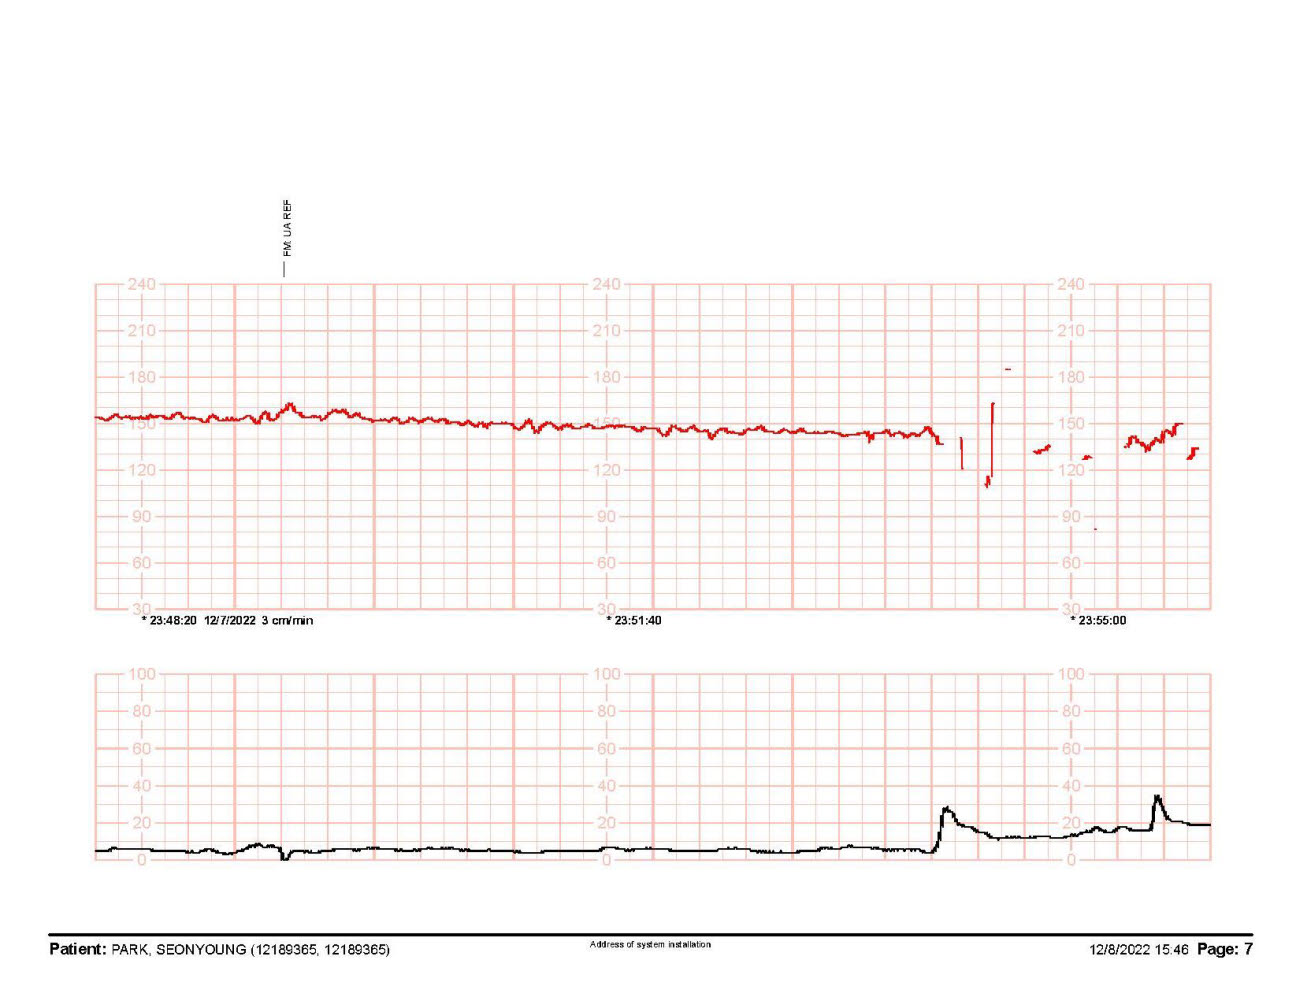 FM: UA REF
240 240 240
210 210 210
180 180 180
150 150 150
120 120 120
90 90 90
60 60 60
30 30 30
* 23:48:20 12/7/2022 3 cm/min * 23:51:40 * 23:55:00
100 100 100
80 80 80
60 60 60
40 40 40
20 20 20
0 0 0
Patient: PARK, SEONYOUNG (12189365, 12189365) Address of system installation 12/8/2022 15:46 Page: 7